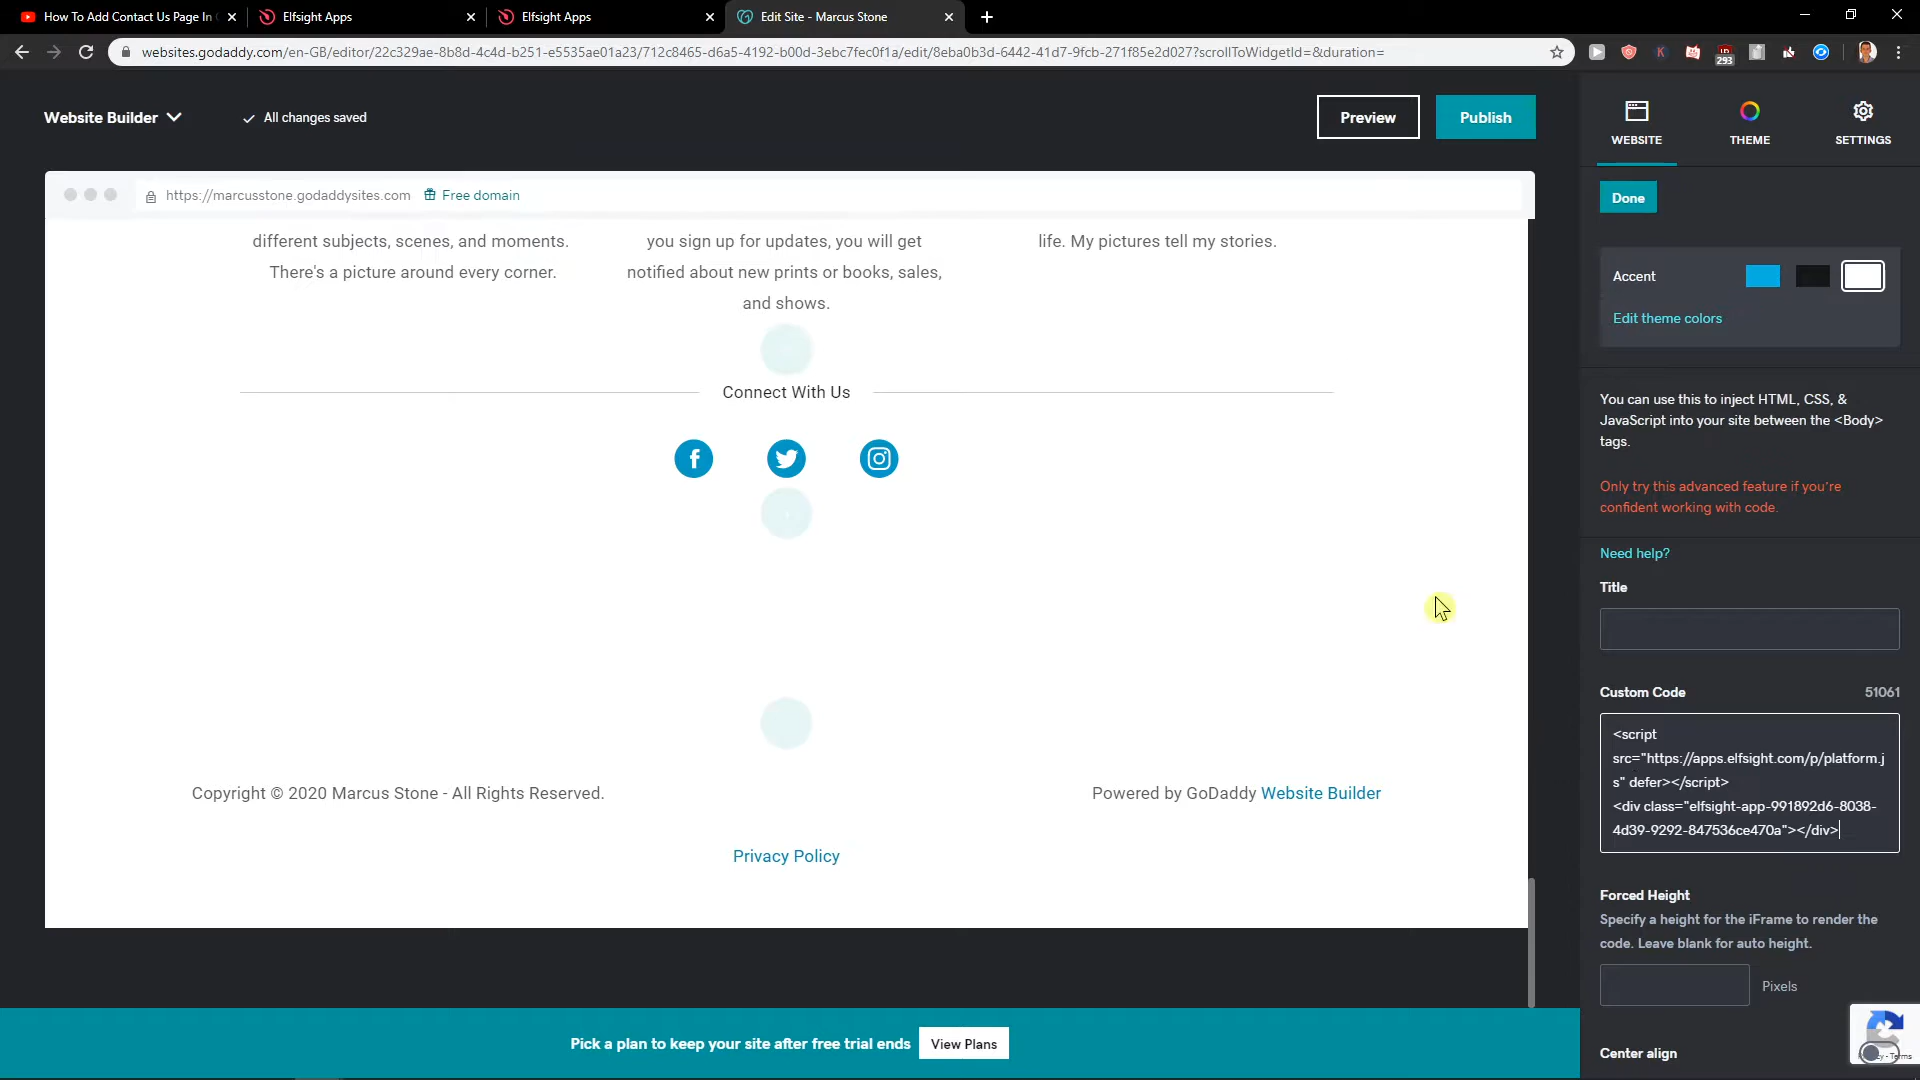 How To Add Contact Us Page In
Elfsight Apps
Elfsight Apps
Edit Site - Marcus Stone
websites.godaddy.com/en-GB/editor/22c329ae-8b8d-4c4d-b251-e5535ae01a23/712c8465-d6a5-4192-b00d-3ebc7fec0f1a/edit/8eba0b3d-6442-41d7-9fcb-271f85e2d027?scrollToWidgetId=&duration=
293
Website Builder
All changes saved
Preview
Publish
WEBSITE
THEME
SETTINGS
https://marcusstone.godaddysites.com
Free domain
Done
different subjects, scenes, and moments.
There's a picture around every corner.
you sign up for updates, you will get
notified about new prints or books, sales,
and shows.
life. My pictures tell my stories.
Accent
Edit theme colors
Connect With Us
You can use this to inject HTML, CSS, &
JavaScript into your site between the <Body>
tags.
Only try this advanced feature if you're
confident working with code.
Need help?
Title
Custom Code
51061
<script
src="https://apps.elfsight.com/p/platform.j
s" defer></script>
<div class="elfsight-app-991892d6-8038-
4d39-9292-847536ce470a"></div>
Copyright © 2020 Marcus Stone - All Rights Reserved.
Powered by GoDaddy Website Builder
Privacy Policy
Forced Height
Specify a height for the iFrame to render the
code. Leave blank for auto height.
Pixels
Center align
Pick a plan to keep your site after free trial ends
View Plans
Terms